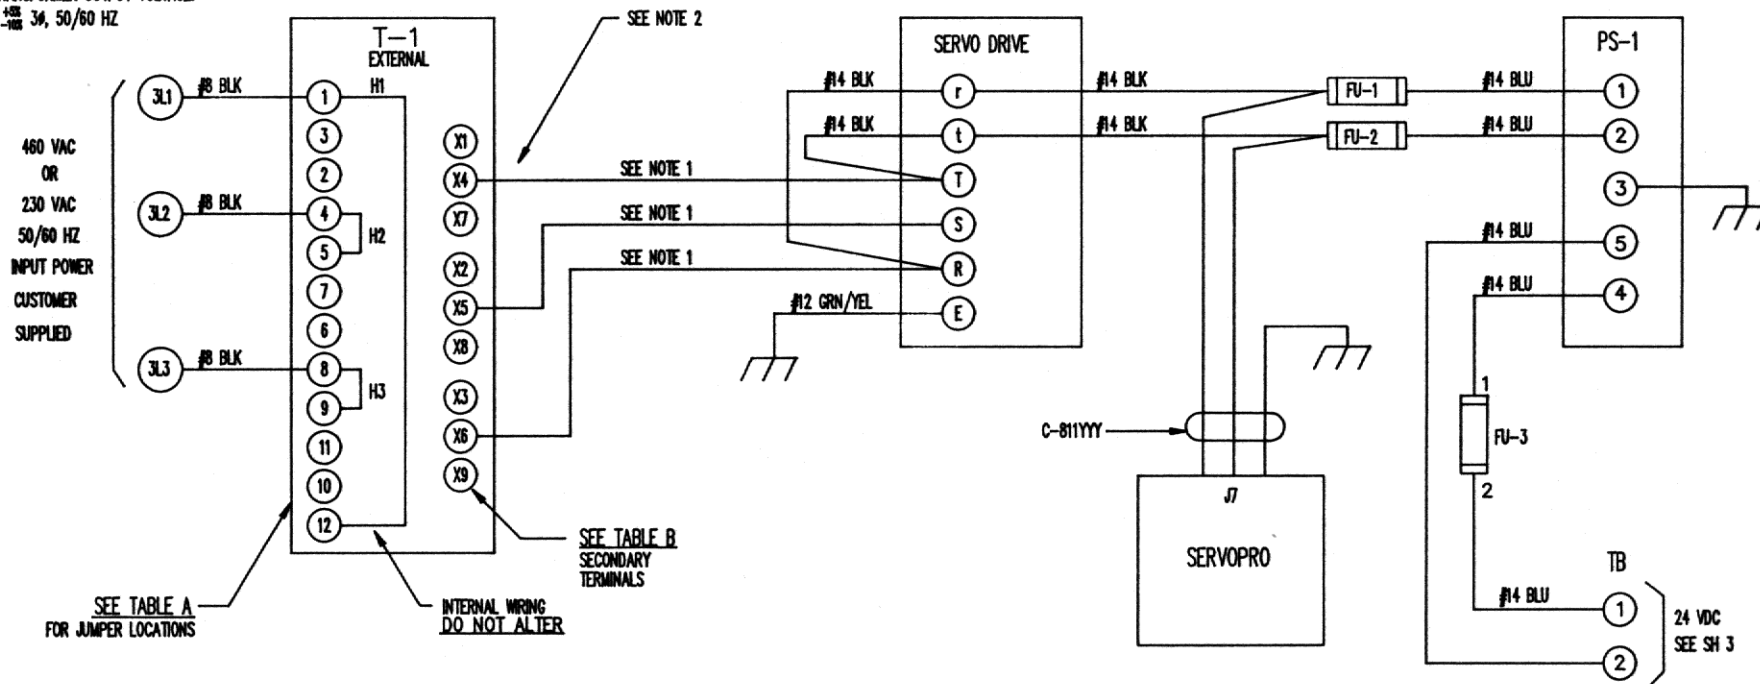 3ø, 50/60 HZ
T-1
EXTERNAL
SEE NOTE 2
460 VAC
OR
230 VAC
50/60 HZ
INPUT POWER
CUSTOMER
SUPPLIED
3L1
#8 BLK
3L2
#8 BLK
3L3
#8 BLK
1
3
2
4
5
7
6
8
9
11
10
12
H1
H2
H3
X1
X4
X7
X2
X5
X8
X3
X6
X9
SEE TABLE A
FOR JUMPER LOCATIONS
INTERNAL WIRING
DO NOT ALTER
SEE TABLE B
SECONDARY
TERMINALS
SEE NOTE 1
SEE NOTE 1
SEE NOTE 1
#12 GRN/YEL
#14 BLK
#14 BLK
SERVO DRIVE
r
t
T
S
R
E
#14 BLK
#14 BLK
FU-1
FU-2
#14 BLU
#14 BLU
PS-1
1
2
3
5
4
#14 BLU
#14 BLU
C-811YYY
J7
SERVOPRO
1
FU-3
2
#14 BLU
TB
1
2
24 VDC
SEE SH 3